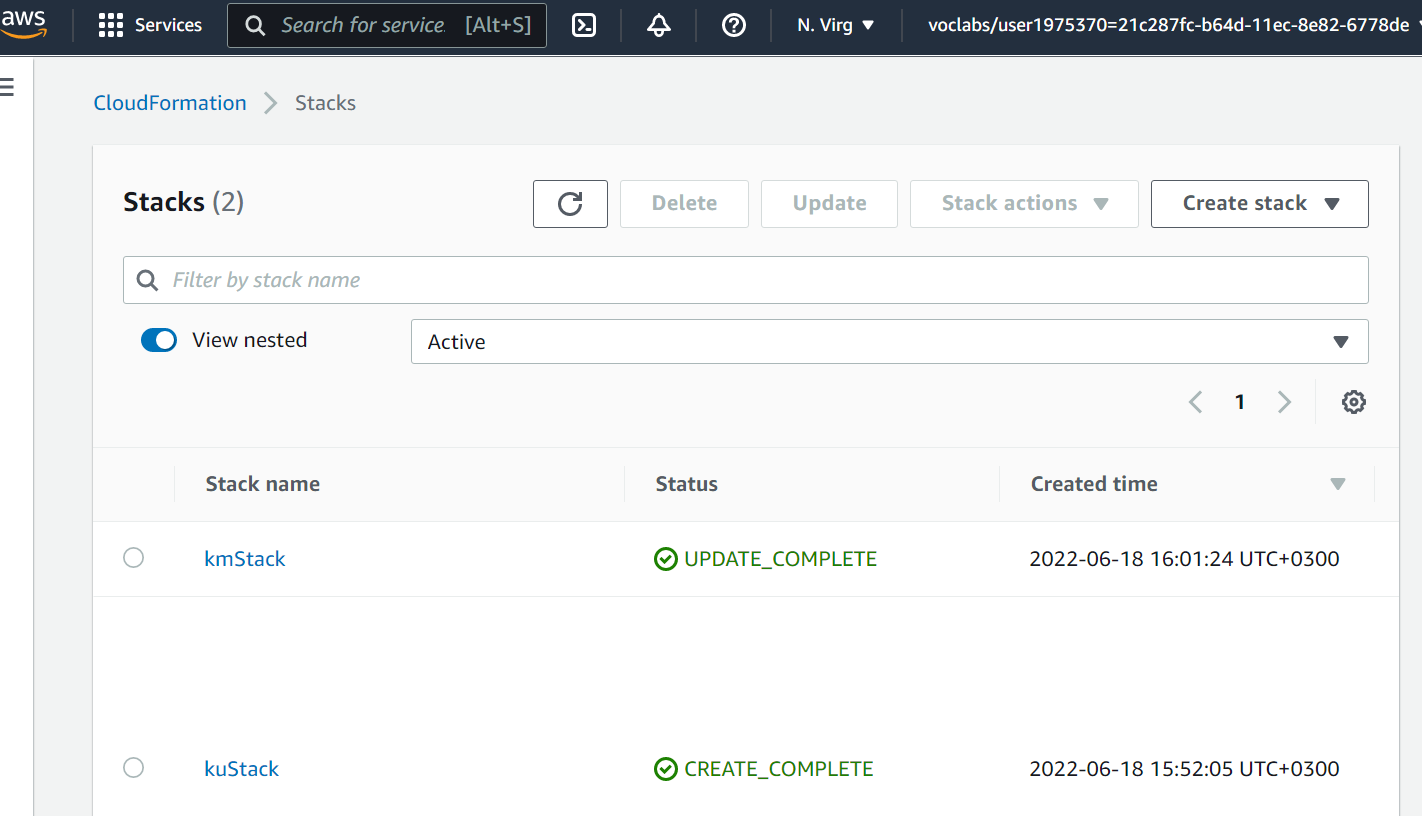 aws Services Search for service. [Alt+S] N. Virg voclabs/user1975370=21c287fc-b64d-11ec-8e82-6778de
CloudFormation Stacks
Stacks (2) Delete Update Stack actions Create stack
Filter by stack name
View nested Active
1
Stack name Status Created time
kmStack UPDATE_COMPLETE 2022-06-18 16:01:24 UTC+0300
kuStack CREATE_COMPLETE 2022-06-18 15:52:05 UTC+0300